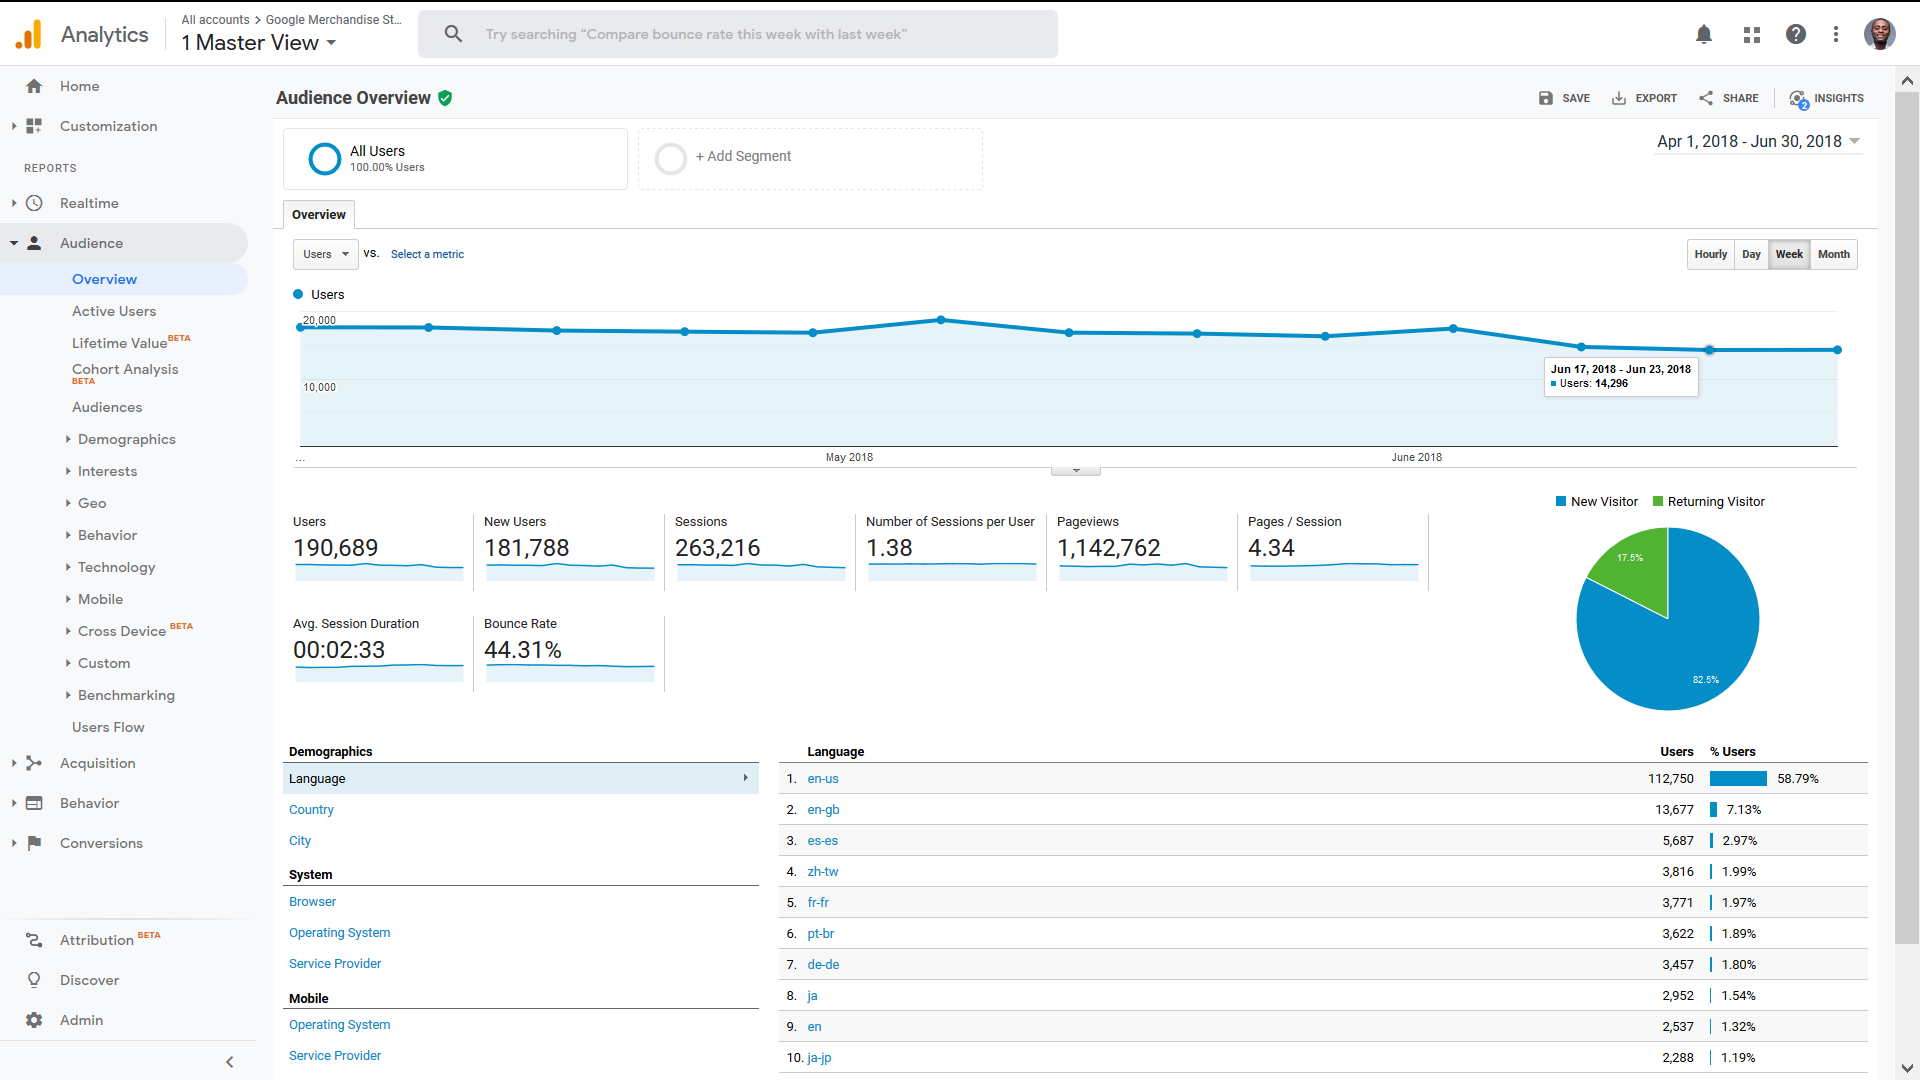 Analytics
All accounts > Google Merchandise St...
1 Master View
Try searching “Compare bounce rate this week with last week”
Home
Customization
REPORTS
Realtime
Audience
Overview
Active Users
Lifetime Value BETA
Cohort Analysis
BETA
Audiences
Demographics
Interests
Geo
Behavior
Technology
Mobile
Cross Device BETA
Custom
Benchmarking
Users Flow
Acquisition
Behavior
Conversions
Attribution BETA
Discover
Admin
Audience Overview
SAVE
EXPORT
SHARE
2
INSIGHTS
All Users
100.00% Users
+ Add Segment
Apr 1, 2018 - Jun 30, 2018
Overview
Users
VS.
Select a metric
Hourly
Day
Week
Month
Users
20,000
10,000
Jun 17, 2018 - Jun 23, 2018
Users: 14,296
...
May 2018
June 2018
Users
190,689
New Users
181,788
Sessions
263,216
Number of Sessions per User
1.38
Pageviews
1,142,762
Pages / Session
4.34
Avg. Session Duration
00:02:33
Bounce Rate
44.31%
New Visitor
Returning Visitor
17.5%
82.5%
Demographics
Language
Country
City
System
Browser
Operating System
Service Provider
Mobile
Operating System
Service Provider
Language Users % Users
1. en-us 112,750 58.79%
2. en-gb 13,677 7.13%
3. es-es 5,687 2.97%
4. zh-tw 3,816 1.99%
5. fr-fr 3,771 1.97%
6. pt-br 3,622 1.89%
7. de-de 3,457 1.80%
8. ja 2,952 1.54%
9. en 2,537 1.32%
10. ja-jp 2,288 1.19%